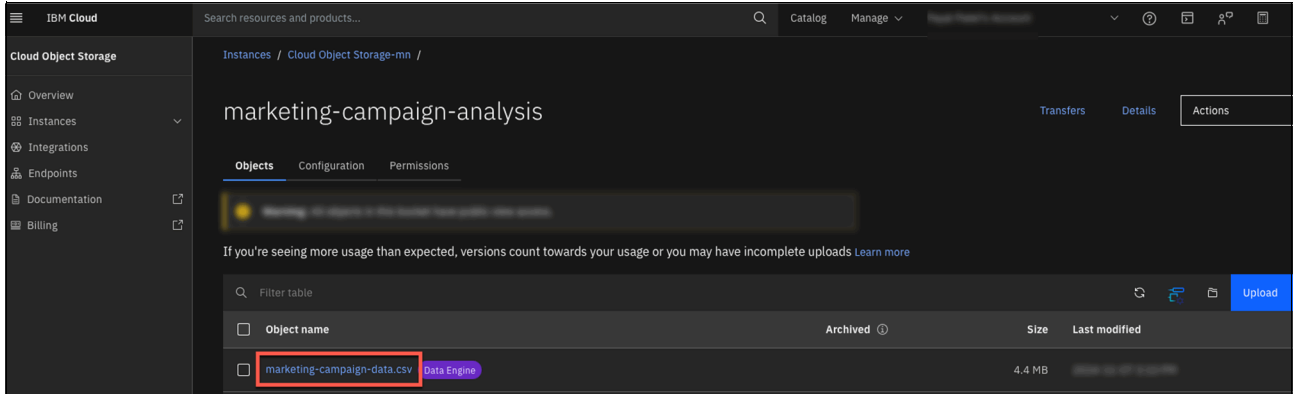 IBM Cloud
Search resources and products...
Catalog
Manage
Cloud Object Storage
Overview
Instances
Integrations
Endpoints
Documentation
Billing
Instances / Cloud Object Storage-mn /
marketing-campaign-analysis
Transfers
Details
Actions
Objects
Configuration
Permissions
If you're seeing more usage than expected, versions count towards your usage or you may have incomplete uploads Learn more
Filter table
Upload
Object name
Archived
Size
Last modified
marketing-campaign-data.csv
Data Engine
4.4 MB